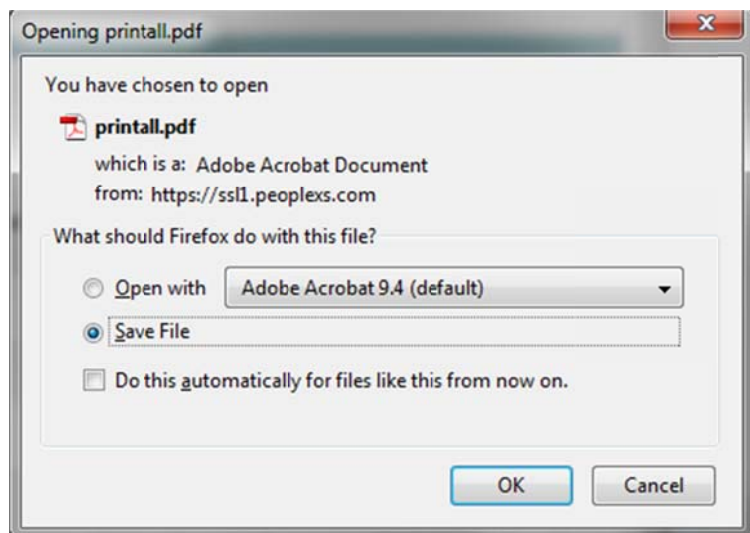 Opening printall.pdf
You have chosen to open
printall.pdf
which is a: Adobe Acrobat Document
from: https://ssl1.peoplexs.com
What should Firefox do with this file?
Open with Adobe Acrobat 9.4 (default)
Save File
Do this automatically for files like this from now on.
OK Cancel